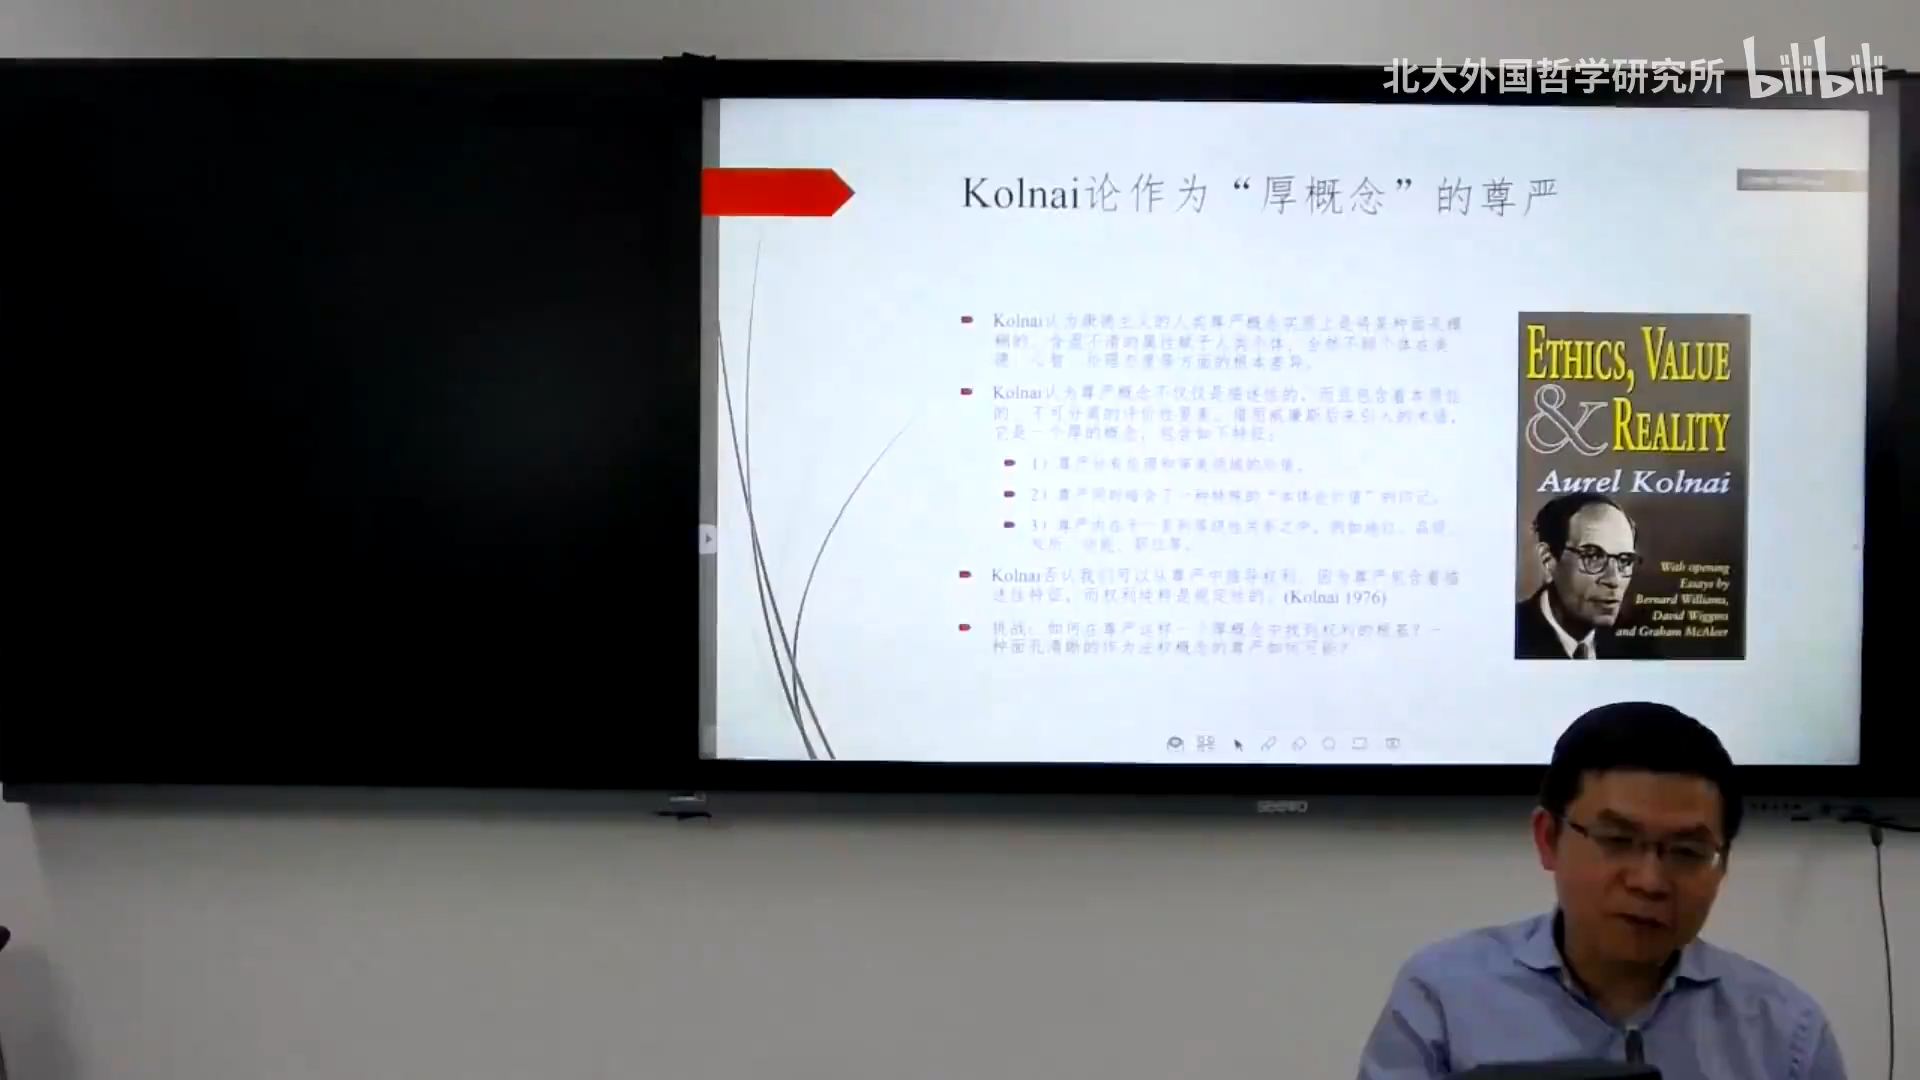 北大外国哲学研究所 bilibili
Kolnai论作为“厚概念”的尊严
Kolnai认为康德主义的人类尊严概念实质上是将某种面孔模
糊的、含混不清的属性赋予人类个体，全然不顾个体在美
德、心智、伦理态度等方面的根本差异。
Kolnai认为尊严概念不仅仅是描述性的，而且包含着本质性
的、不可分离的评价性要素。借用威廉斯后来引入的术语，
它是一个厚的概念，包含如下特征：
1）尊严分有伦理和审美领域的价值。
2）尊严同时暗含了一种特殊的“本体论价值”的印记。
3）尊严内在于一系列等级性关系之中，例如地位、品级、
职位等。
Kolnai否认我们可以从尊严中推导权利，因为尊严包含着描
述性特征，而权利纯粹是规定性的。(Kolnai 1976)
挑战：如何在尊严这样一个厚概念中找到权利的根基？一
种面孔清晰的作为法权概念的尊严如何可能？
ETHICS, VALUE
& REALITY
Aurel Kolnai
With opening
Essays by
Bernard Williams,
David Wiggins
and Graham McAleer
seewo